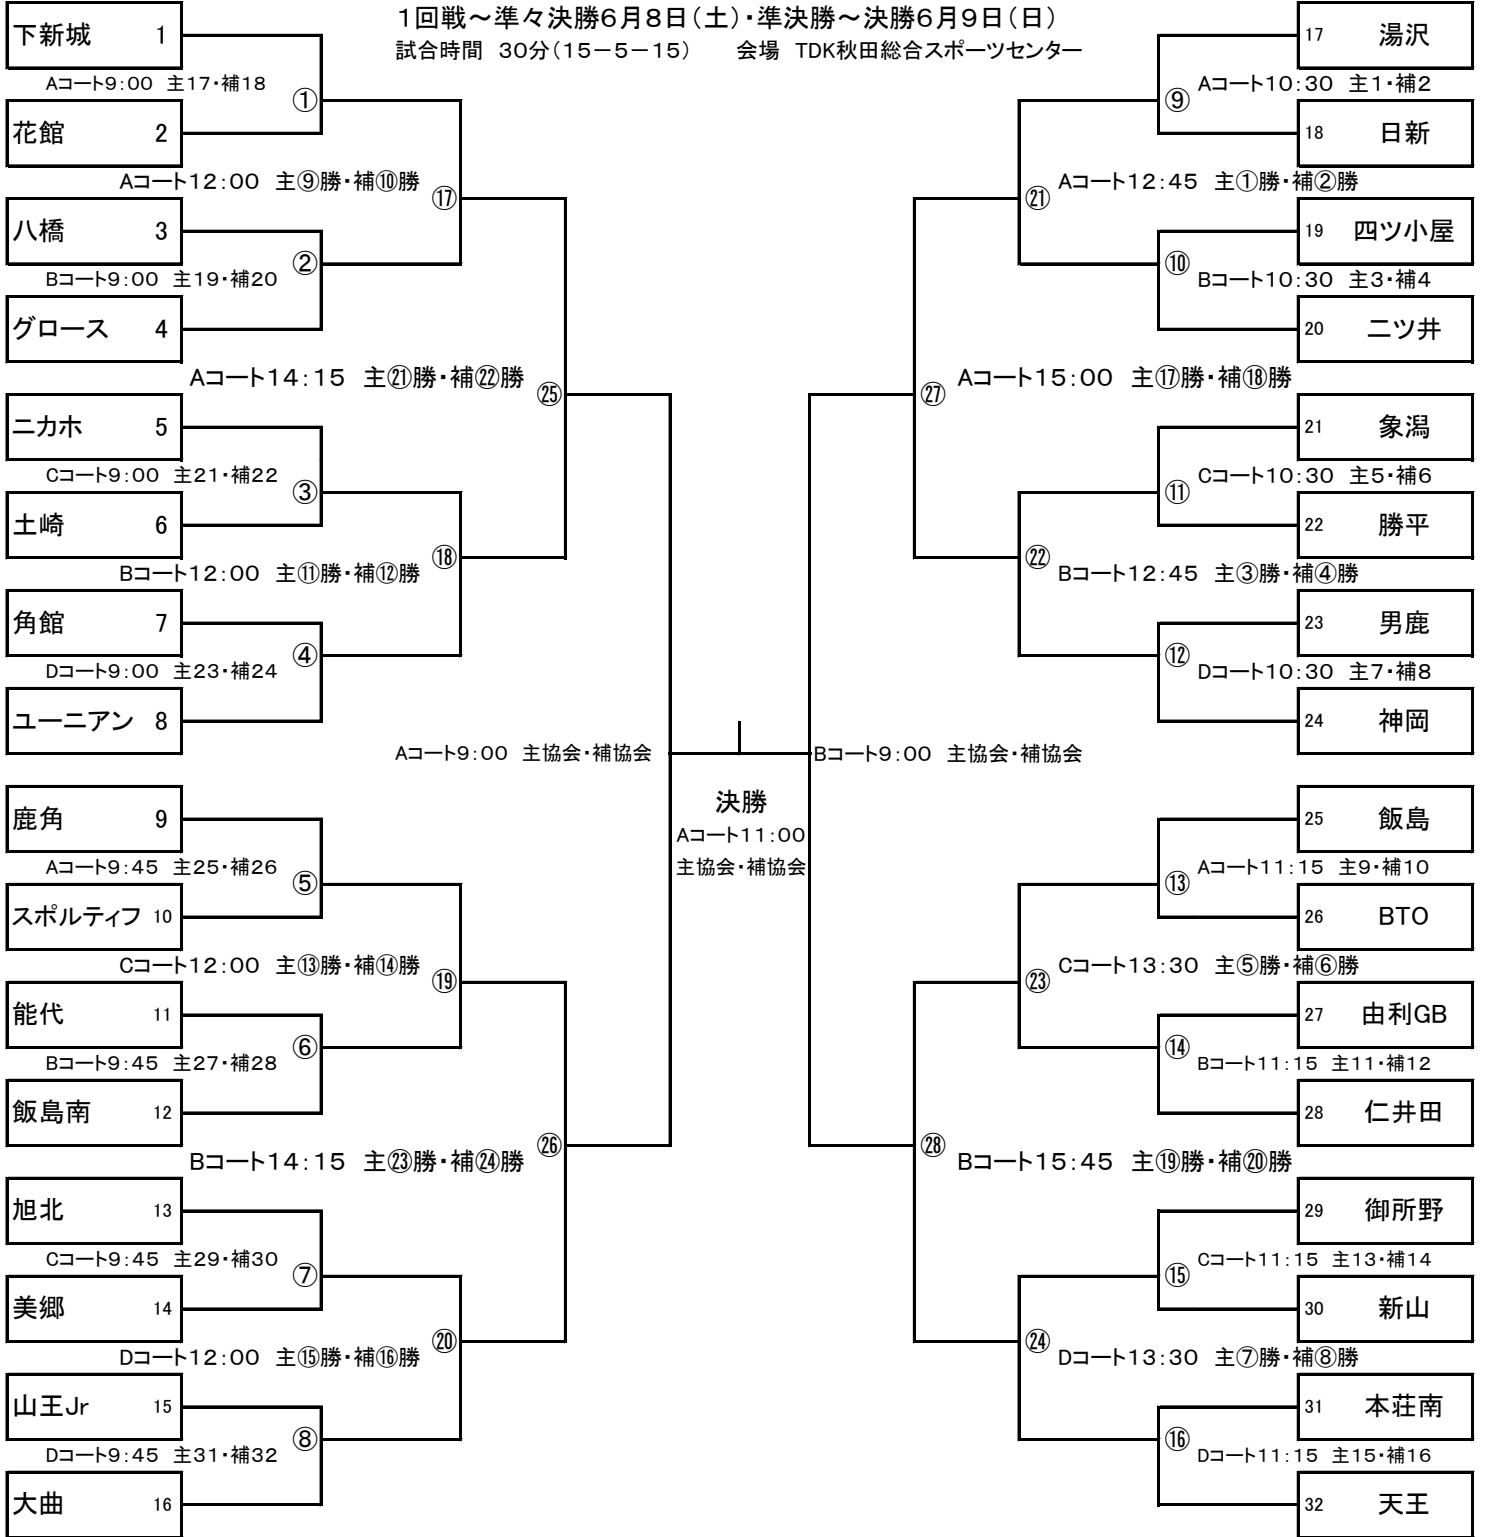 1回戦～準々決勝6月8日(土)・準決勝～決勝6月9日(日)
試合時間 30分(15－5－15) 会場 TDK秋田総合スポーツセンター
下新城 1
Aコート9:00 主17・補18
①
花館 2
Aコート12:00 主⑨勝・補⑩勝
⑰
八橋 3
Bコート9:00 主19・補20
②
グロース 4
Aコート14:15 主㉑勝・補㉒勝
㉕
ニカホ 5
Cコート9:00 主21・補22
③
土崎 6
Bコート12:00 主⑪勝・補⑫勝
⑱
角館 7
Dコート9:00 主23・補24
④
ユーニアン 8
Aコート9:00 主協会・補協会
鹿角 9
Aコート9:45 主25・補26
⑤
スポルティフ 10
Cコート12:00 主⑬勝・補⑭勝
⑲
能代 11
Bコート9:45 主27・補28
⑥
飯島南 12
Bコート14:15 主㉓勝・補㉔勝
㉖
旭北 13
Cコート9:45 主29・補30
⑦
美郷 14
Dコート12:00 主⑮勝・補⑯勝
⑳
山王Jr 15
Dコート9:45 主31・補32
⑧
大曲 16
決勝
Aコート11:00
主協会・補協会
17 湯沢
Aコート10:30 主1・補2
⑨
18 日新
㉑
Aコート12:45 主①勝・補②勝
19 四ツ小屋
⑩
Bコート10:30 主3・補4
20 二ツ井
㉗
Aコート15:00 主⑰勝・補⑱勝
21 象潟
Cコート10:30 主5・補6
⑪
22 勝平
㉒
Bコート12:45 主③勝・補④勝
23 男鹿
⑫
Dコート10:30 主7・補8
24 神岡
Bコート9:00 主協会・補協会
25 飯島
Aコート11:15 主9・補10
⑬
26 BTO
Cコート13:30 主⑤勝・補⑥勝
㉓
27 由利GB
⑭
Bコート11:15 主11・補12
28 仁井田
㉘
Bコート15:45 主⑲勝・補⑳勝
29 御所野
Cコート11:15 主13・補14
⑮
30 新山
㉔
Dコート13:30 主⑦勝・補⑧勝
31 本荘南
⑯
Dコート11:15 主15・補16
32 天王